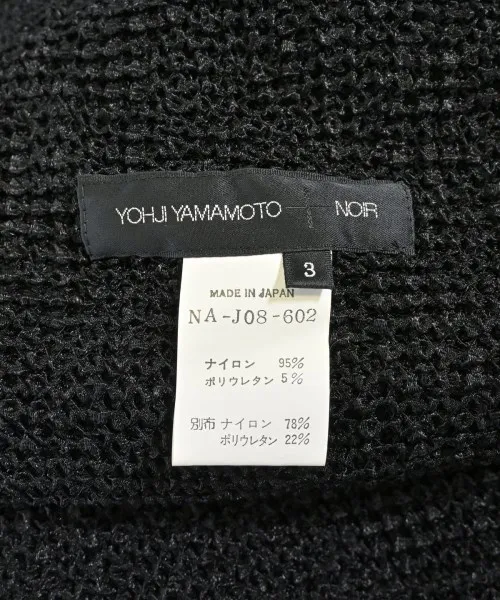 YOHJI YAMAMOTO NOIR
3
MADE IN JAPAN
NA-J08-602
ナイロン 95%
ポリウレタン 5%
別布 ナイロン 78%
ポリウレタン 22%